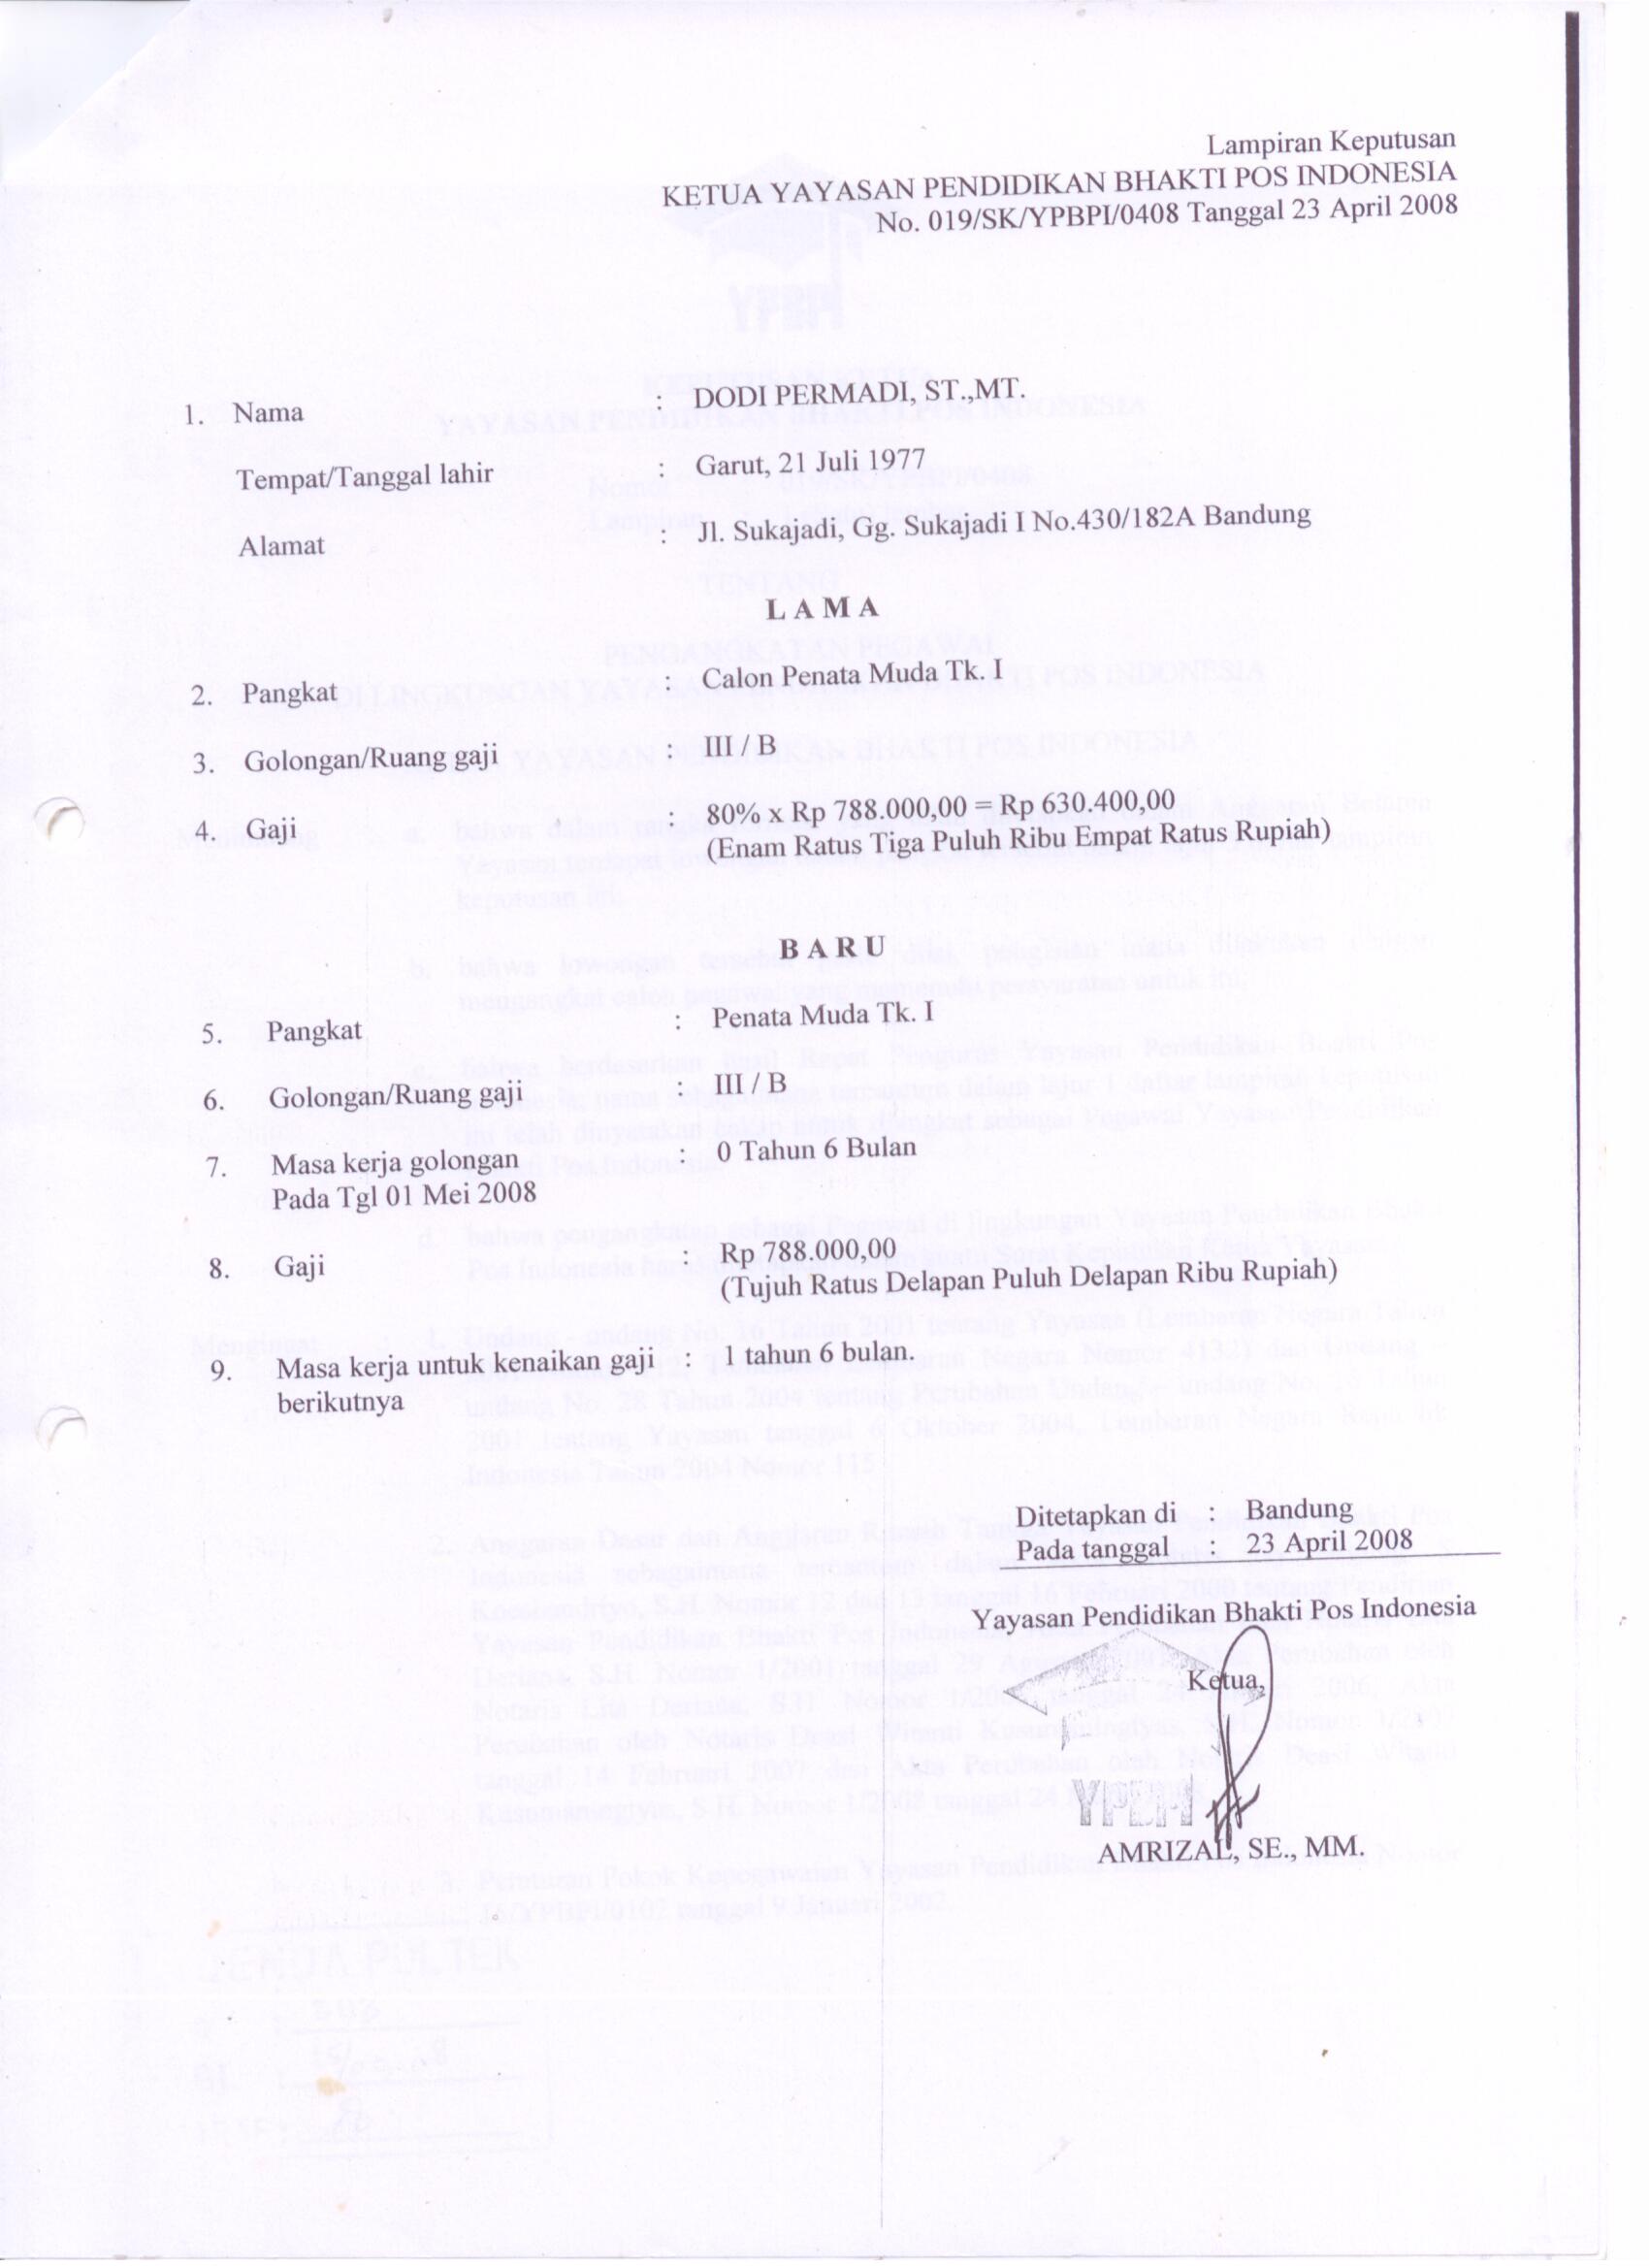 Lampiran Keputusan
KETUA YAYASAN PENDIDIKAN BHAKTI POS INDONESIA
No. 019/SK/YPBPI/0408 Tanggal 23 April 2008
1. Nama : DODI PERMADI, ST.,MT.
Tempat/Tanggal lahir : Garut, 21 Juli 1977
Alamat : Jl. Sukajadi, Gg. Sukajadi I No.430/182A Bandung
L A M A
2. Pangkat : Calon Penata Muda Tk. I
3. Golongan/Ruang gaji : III / B
4. Gaji : 80% x Rp 788.000,00 = Rp 630.400,00
(Enam Ratus Tiga Puluh Ribu Empat Ratus Rupiah)
B A R U
5. Pangkat : Penata Muda Tk. I
6. Golongan/Ruang gaji : III / B
7. Masa kerja golongan : 0 Tahun 6 Bulan
Pada Tgl 01 Mei 2008
8. Gaji : Rp 788.000,00
(Tujuh Ratus Delapan Puluh Delapan Ribu Rupiah)
9. Masa kerja untuk kenaikan gaji : 1 tahun 6 bulan.
berikutnya
Ditetapkan di : Bandung
Pada tanggal : 23 April 2008
Yayasan Pendidikan Bhakti Pos Indonesia
Ketua,
YPBPI
AMRIZAL, SE., MM.